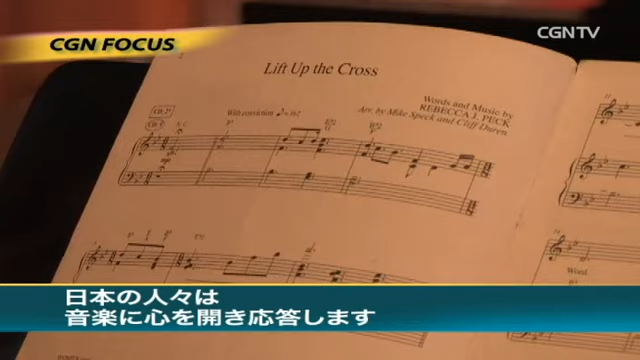 CGN FOCUS
CGNTV
Lift Up the Cross
Words and Music by
REBECCA J. PECK
Arr. by Mike Speck and Cliff Duren
With conviction
N.C.
Word
日本の人々は
音楽に心を開き応答します